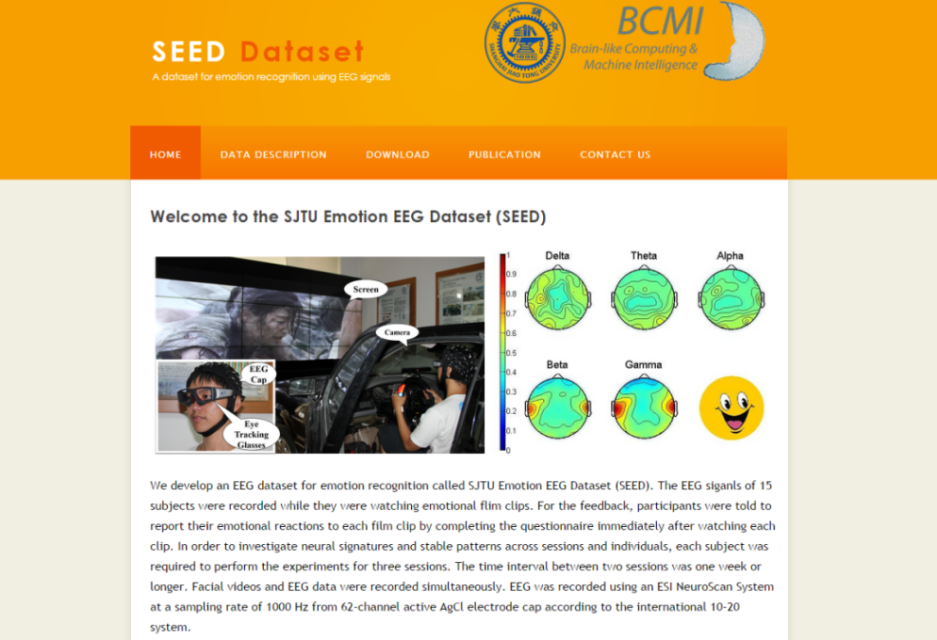 SEED Dataset
A dataset for emotion recognition using EEG signals
SHANGHAI JIAO TONG UNIVERSITY
BCMI
Brain-like Computing &
Machine Intelligence
HOME DATA DESCRIPTION DOWNLOAD PUBLICATION CONTACT US
Welcome to the SJTU Emotion EEG Dataset (SEED)
Screen
Camera
EEG
Cap
Eye
Tracking
Glasses
Delta Theta Alpha
Beta Gamma
1
0.9
0.8
0.7
0.6
0.5
0.4
0.3
0.2
0.1
0
We develop an EEG dataset for emotion recognition called SJTU Emotion EEG Dataset (SEED). The EEG siganls of 15
subjects were recorded while they were watching emotional flim clips. For the feedback, participants were told to
report their emotional reactions to each film clip by completing the questionnaire immediately after watching each
clip. In order to investigate neural signatures and stable patterns across sessions and individuals, each subject was
required to perform the experiments for three sessions. The time interval between two sessions was one week or
longer. Facial videos and EEG data were recorded simultaneously. EEG was recorded using an ESI NeuroScan System
at a sampling rate of 1000 Hz from 62-channel active AgCl electrode cap according to the international 10-20
system.